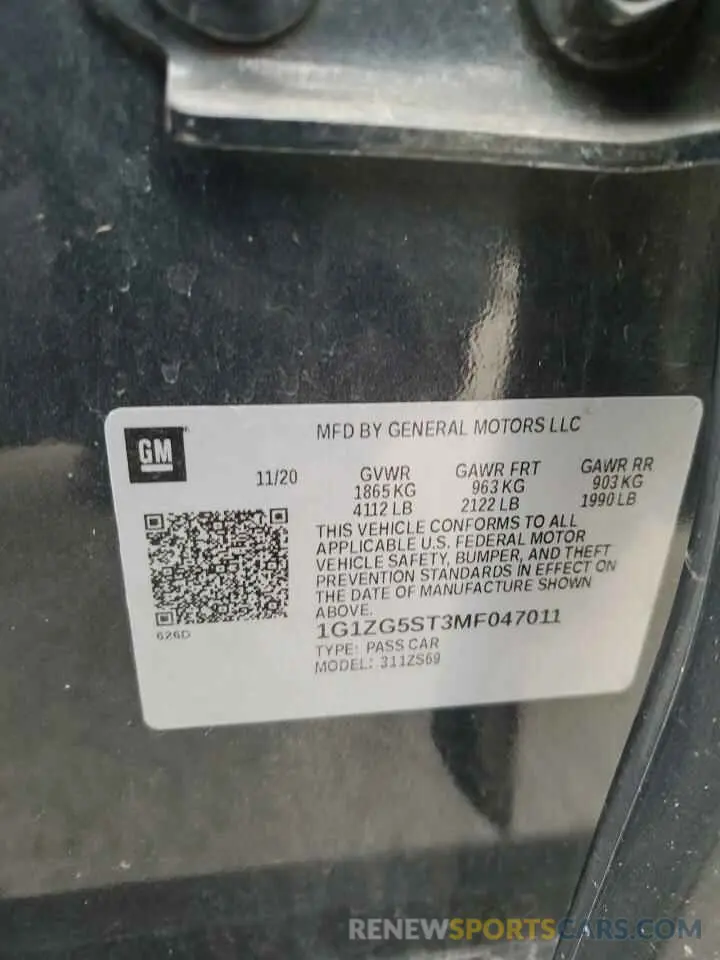 MFD BY GENERAL MOTORS LLC
GM
11/20
GVWR
1865 KG
4112 LB
GAWR FRT
963 KG
2122 LB
GAWR RR
903 KG
1990 LB
THIS VEHICLE CONFORMS TO ALL
APPLICABLE U.S. FEDERAL MOTOR
VEHICLE SAFETY, BUMPER, AND THEFT
PREVENTION STANDARDS IN EFFECT ON
THE DATE OF MANUFACTURE SHOWN
ABOVE.
626D
1G1ZG5ST3MF047011
TYPE: PASS CAR
MODEL: 311ZS69
RENEWSPORTSCARS.COM